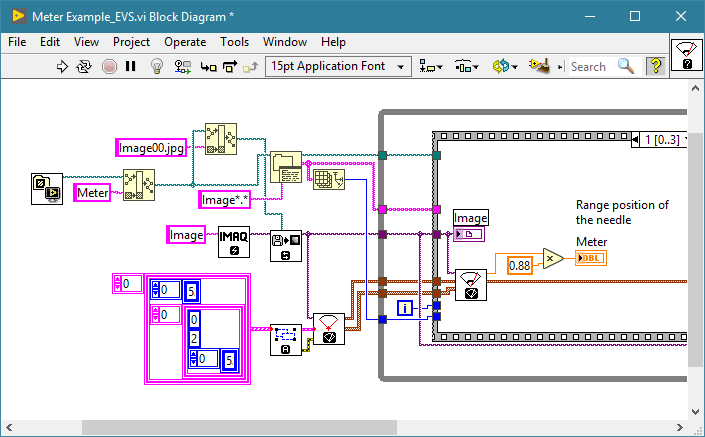 Meter Example_EVS.vi Block Diagram *
File Edit View Project Operate Tools Window Help
15pt Application Font
Search
?
1 [0..3]
Image00.jpg
Meter
Image*.*
Range position of
the needle
Image
Image
Meter
IMAQ
0.88
DBL
0
0
5
0
0
2
0
5
i